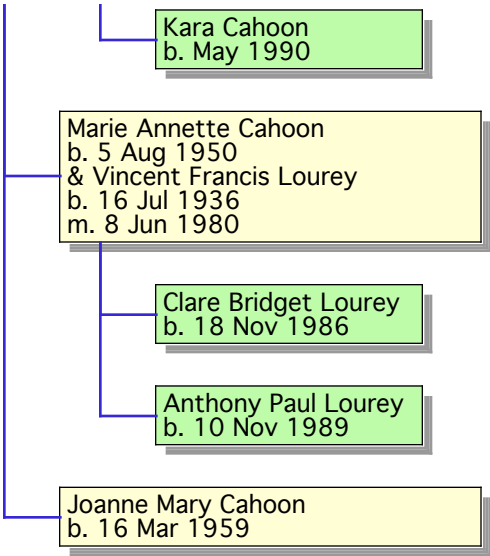 Kara Cahoon
b. May 1990
Marie Annette Cahoon
b. 5 Aug 1950
& Vincent Francis Lourey
b. 16 Jul 1936
m. 8 Jun 1980
Clare Bridget Lourey
b. 18 Nov 1986
Anthony Paul Lourey
b. 10 Nov 1989
Joanne Mary Cahoon
b. 16 Mar 1959